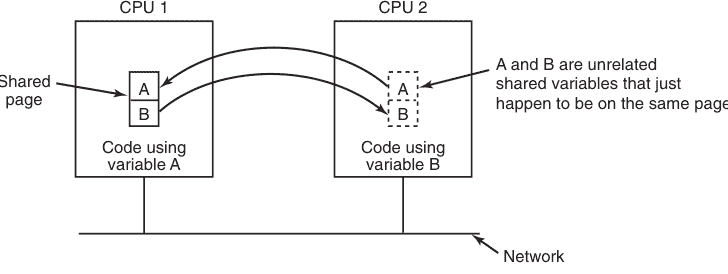 CPU 1
CPU 2
Shared
page
A
B
A
B
A and B are unrelated
shared variables that just
happen to be on the same page
Code using
variable A
Code using
variable B
Network